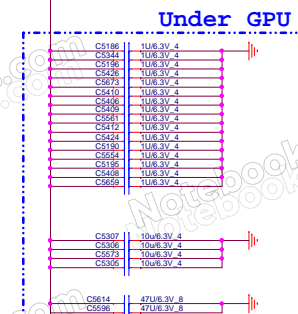 Under GPU
C5186 1U/6.3V_4
C5344 1U/6.3V_4
C5196 1U/6.3V_4
C5426 1U/6.3V_4
C5673 1U/6.3V_4
C5410 1U/6.3V_4
C5406 1U/6.3V_4
C5409 1U/6.3V_4
C5561 1U/6.3V_4
C5412 1U/6.3V_4
C5424 1U/6.3V_4
C5190 1U/6.3V_4
C5554 1U/6.3V_4
C5195 1U/6.3V_4
C5408 1U/6.3V_4
C5659 1U/6.3V_4
C5307 10u/6.3V_4
C5306 10u/6.3V_4
C5573 10u/6.3V_4
C5305 10u/6.3V_4
C5614 47U/6.3V_8
C5596 47U/6.3V_8